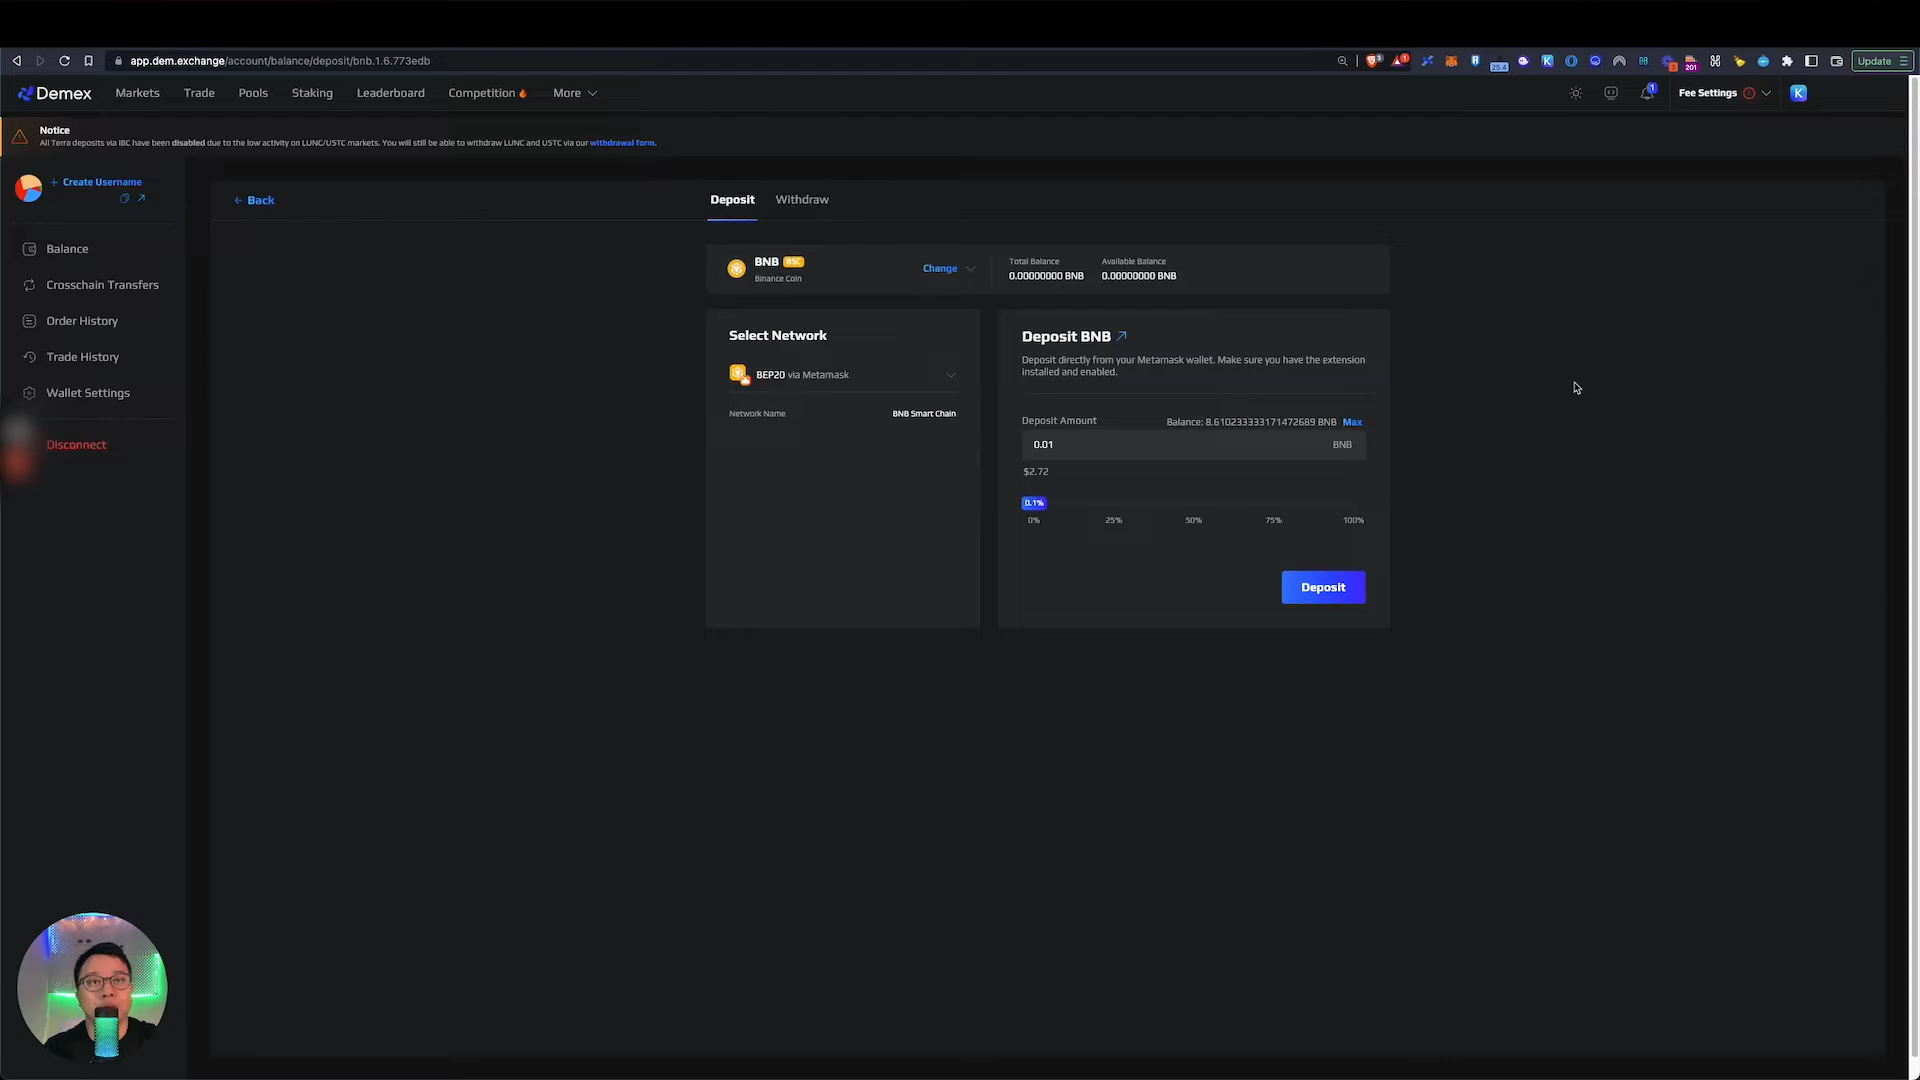 app.dem.exchange/account/balance/deposit/bnb.1.6.773edb
25.4
1
3
201
Update
Demex
Markets
Trade
Pools
Staking
Leaderboard
Competition
More
1
Fee Settings
K
Notice
All Terra deposits via IBC have been disabled due to the low activity on LUNC/USTC markets. You will still be able to withdraw LUNC and USTC via our withdrawal form.
+ Create Username
Balance
Crosschain Transfers
Order History
Trade History
Wallet Settings
Disconnect
← Back
Deposit
Withdraw
BNB BSC
Binance Coin
Change
Total Balance
0.00000000 BNB
Available Balance
0.00000000 BNB
Select Network
BEP20 via Metamask
Network Name
BNB Smart Chain
Deposit BNB
Deposit directly from your Metamask wallet. Make sure you have the extension
installed and enabled.
Deposit Amount
Balance: 8.610233333171472689 BNB Max
0.01
BNB
$2.72
0.1%
0%
25%
50%
75%
100%
Deposit